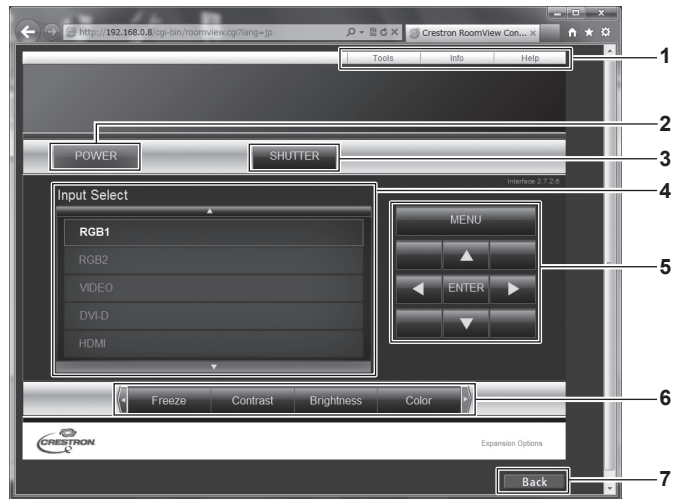 http://192.168.0.8/cgi-bin/roomview.cgi?lang=jp
Crestron RoomView Con... ×
Tools Info Help
1
2
POWER
SHUTTER
3
Interface 2.7.2.6
4
Input Select
RGB1
RGB2
VIDEO
DVI-D
HDMI
MENU
ENTER
5
Freeze Contrast Brightness Color
6
CRESTRON
Expansion Options
Back
7